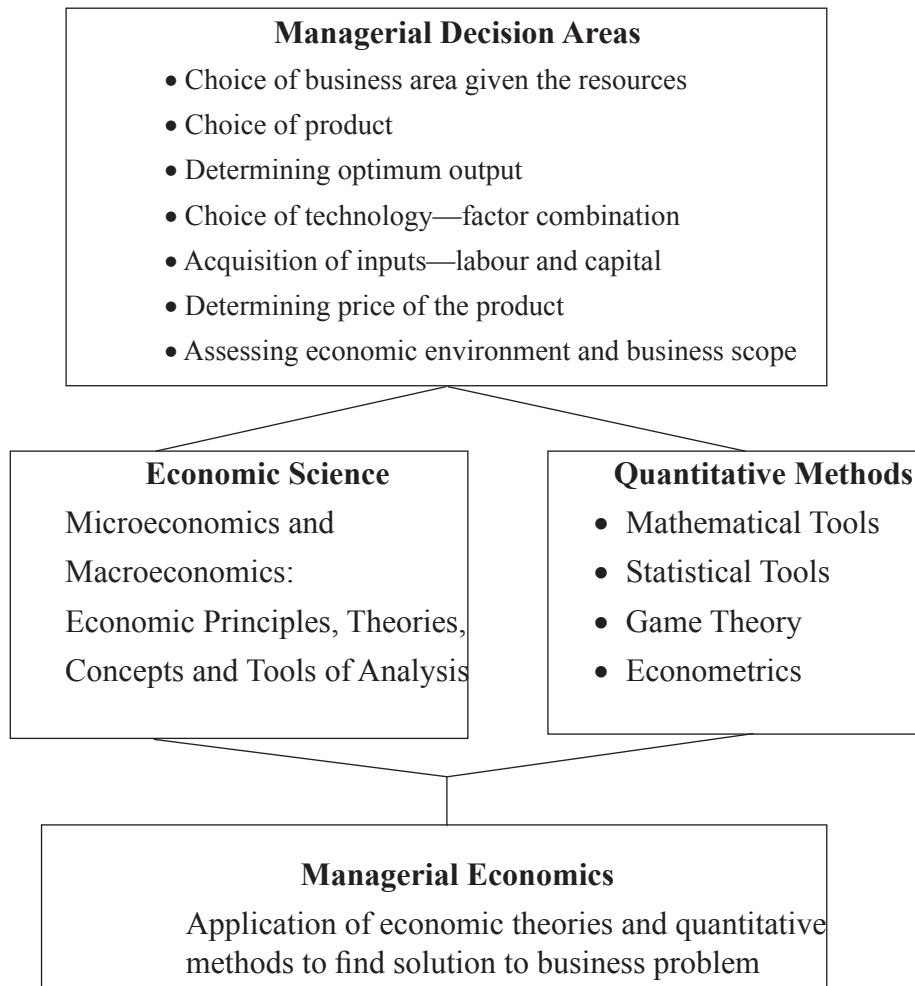 Managerial Decision Areas
• Choice of business area given the resources
• Choice of product
• Determining optimum output
• Choice of technology—factor combination
• Acquisition of inputs—labour and capital
• Determining price of the product
• Assessing economic environment and business scope
Economic Science
Microeconomics and
Macroeconomics:
Economic Principles, Theories,
Concepts and Tools of Analysis
Quantitative Methods
• Mathematical Tools
• Statistical Tools
• Game Theory
• Econometrics
Managerial Economics
Application of economic theories and quantitative
methods to find solution to business problem